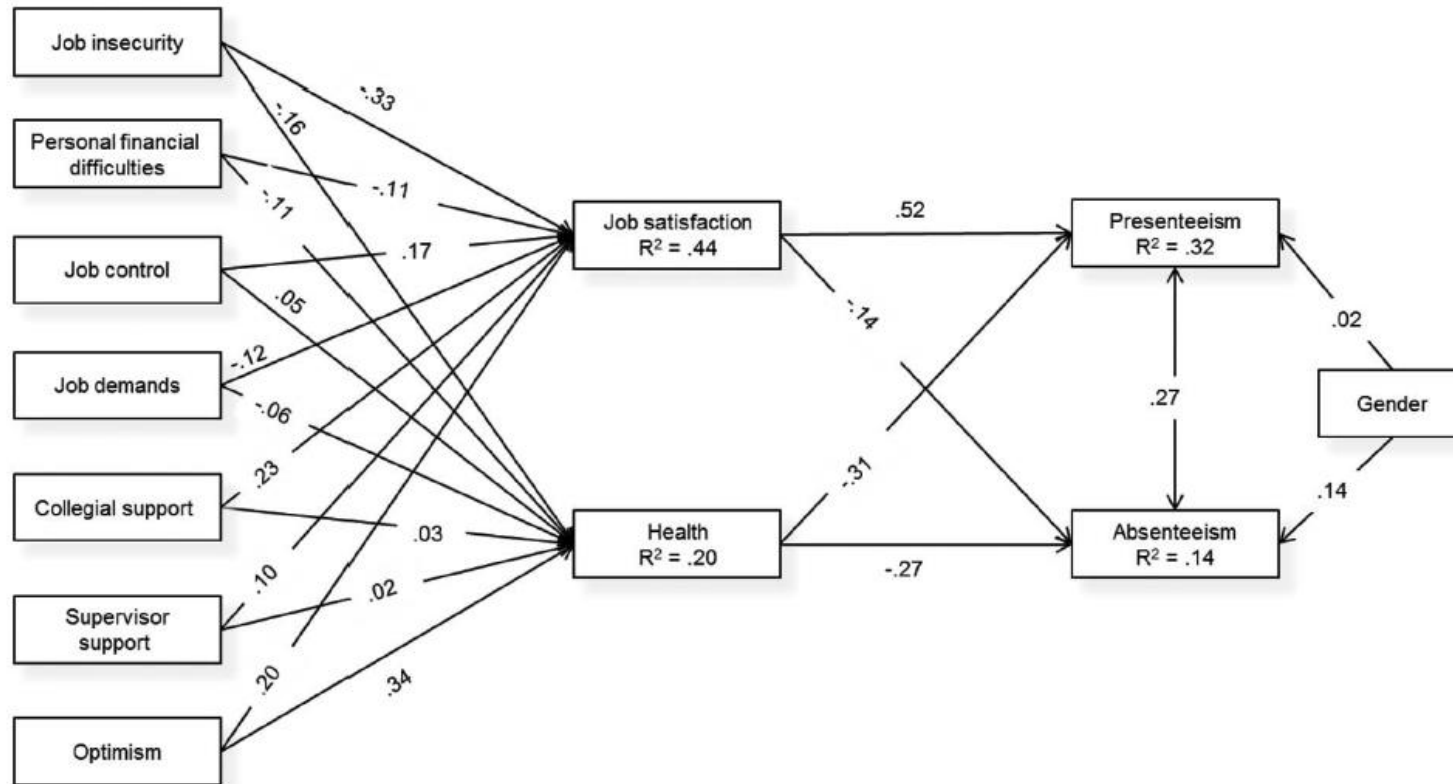 Job insecurity
-.33
-.16
Personal financial
difficulties
-.11
-.11
Job satisfaction
R² = .44
.52
Presenteeism
R² = .32
Job control
.17
.05
-.14
.02
Job demands
-.12
-.06
.27
Gender
Collegial support
.23
.03
-.31
.14
Health
R² = .20
-.27
Absenteeism
R² = .14
Supervisor
support
.10
.02
Optimism
.20
.34